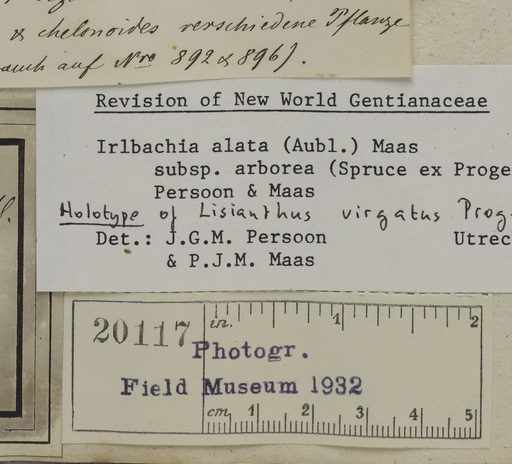 & chelonoides verschiedene Pflanze
auch auf Nro 892 & 896).
Revision of New World Gentianaceae
Irlbachia alata (Aubl.) Maas
subsp. arborea (Spruce ex Proge
Persoon & Maas
Holotype of Lisianthus virgatus Prog
Det.: J.G.M. Persoon Utrec
& P.J.M. Maas
20117 in. 1 2
Photogr.
Field Museum 1932
cm 1 2 3 4 5